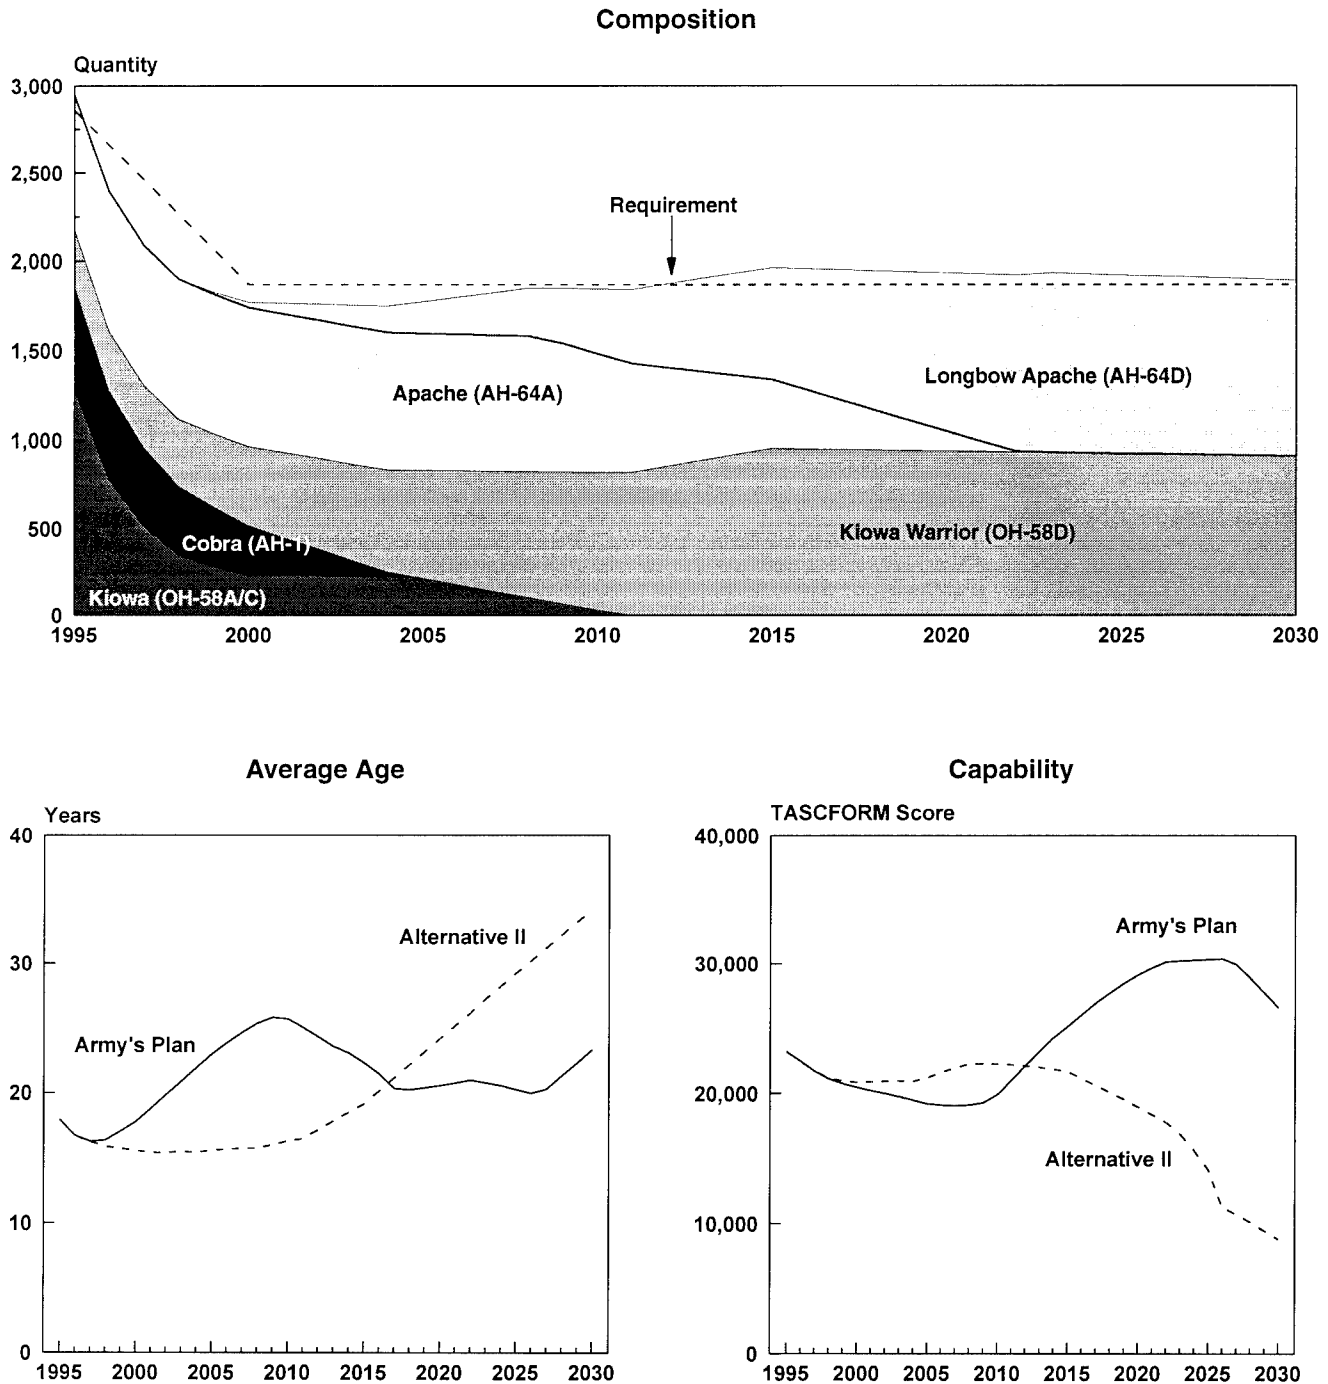 Composition
Quantity
3,000
2,500
2,000
1,500
1,000
500
0
Requirement
Apache (AH-64A)
Longbow Apache (AH-64D)
Kiowa Warrior (OH-58D)
Cobra (AH-1)
Kiowa (OH-58A/C)
1995 2000 2005 2010 2015 2020 2025 2030
Average Age
Years
40
30
20
10
0
Alternative II
Army's Plan
1995 2000 2005 2010 2015 2020 2025 2030
Capability
TASCFORM Score
40,000
30,000
20,000
10,000
0
Army's Plan
Alternative II
1995 2000 2005 2010 2015 2020 2025 2030